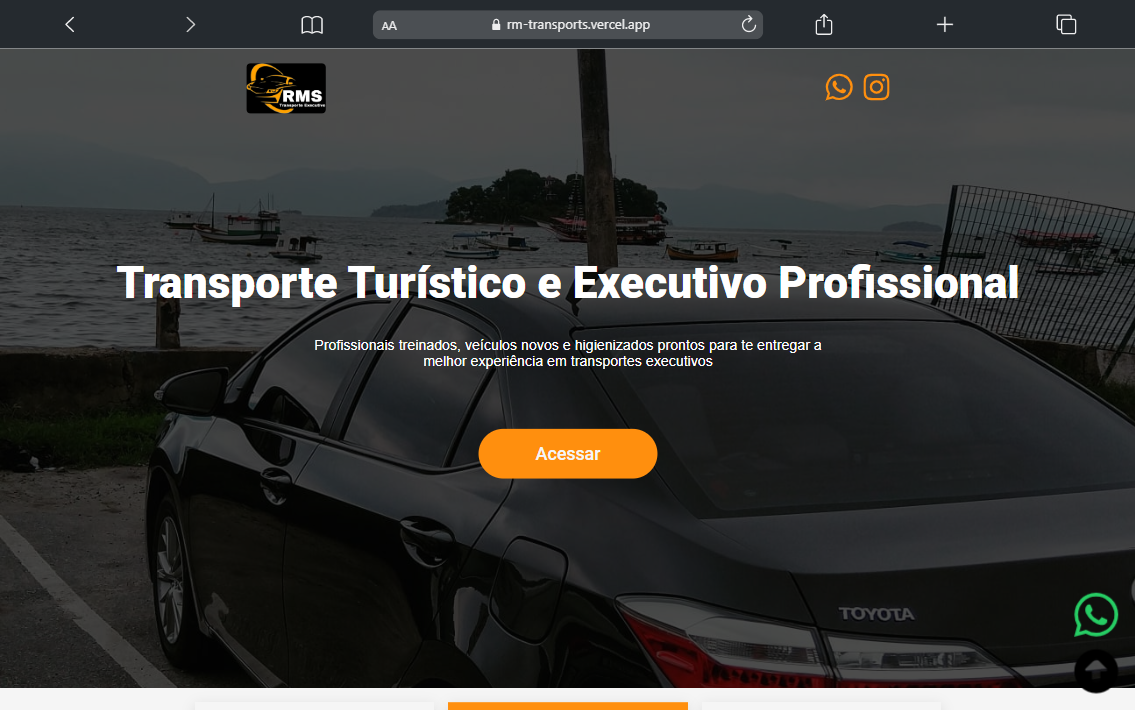 AA
rm-transports.vercel.app
RMS
Transporte Executivo
Transporte Turístico e Executivo Profissional
Profissionais treinados, veículos novos e higienizados prontos para te entregar a
melhor experiência em transportes executivos
Acessar
TOYOTA